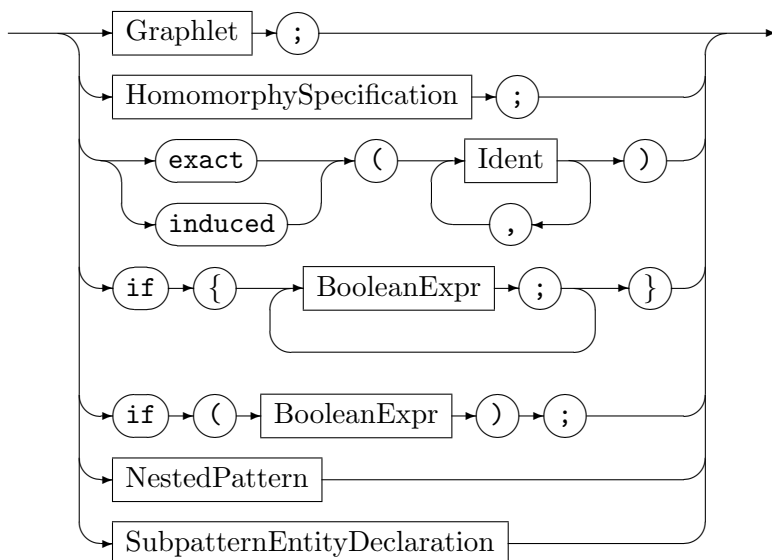 Graphlet ;
HomomorphySpecification ;
exact ( Ident )
induced ,
if { BooleanExpr ; }
if ( BooleanExpr ) ;
NestedPattern
SubpatternEntityDeclaration